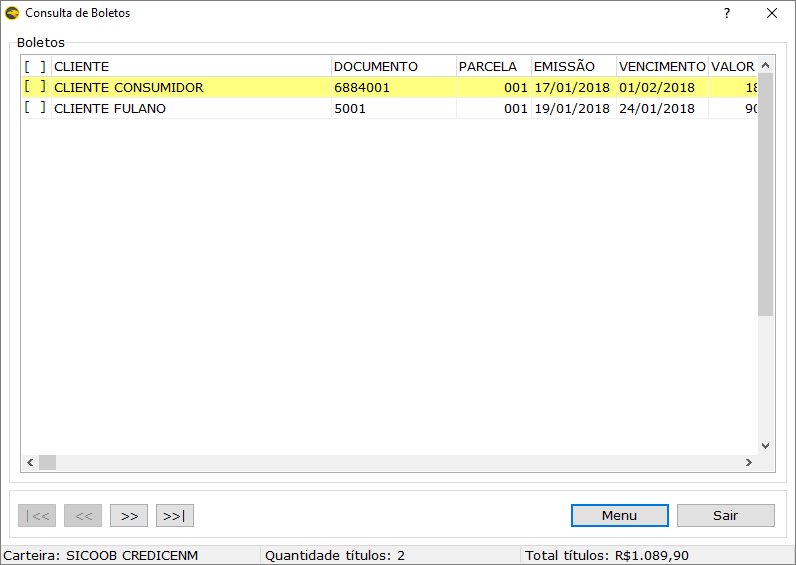 Consulta de Boletos ?
Boletos
[ ] CLIENTE DOCUMENTO PARCELA EMISSÃO VENCIMENTO VALOR
[ ] CLIENTE CONSUMIDOR 6884001 001 17/01/2018 01/02/2018 18
[ ] CLIENTE FULANO 5001 001 19/01/2018 24/01/2018 90
|<< << >> >>| Menu Sair
Carteira: SICOOB CREDICENM Quantidade títulos: 2 Total títulos: R$1.089,90